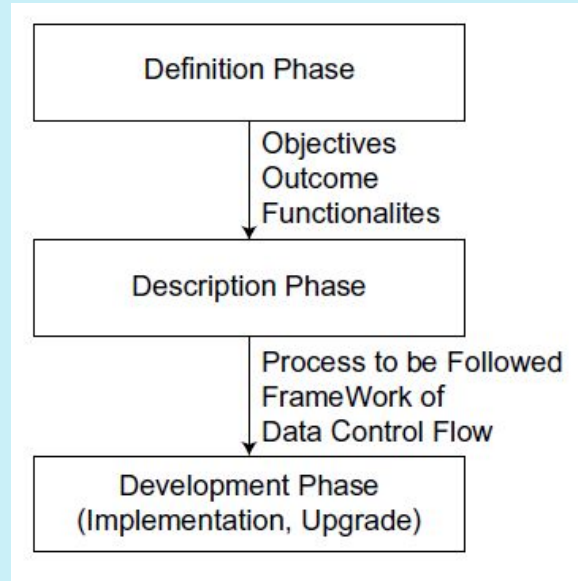 Definition Phase
Objectives
Outcome
Functionalites
Description Phase
Process to be Followed
FrameWork of
Data Control Flow
Development Phase
(Implementation, Upgrade)